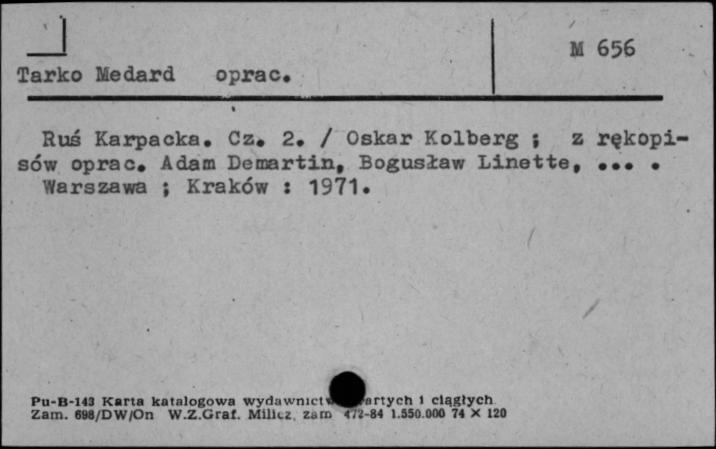 M 656
Tarko Medard oprac.
Ruś Karpacka. Cz. 2. / Oskar Kolberg ; z rękopi-
sów oprac. Adam Demartin, Bogusław Linette, ... .
Warszawa ; Kraków : 1971.
Pu-B-143 Karta katalogowa wydawnictw artych i ciągłych
Zam. 698/DW/On W.Z.Graf. Milicz, zam 472-84 1.550.000 74 X 120